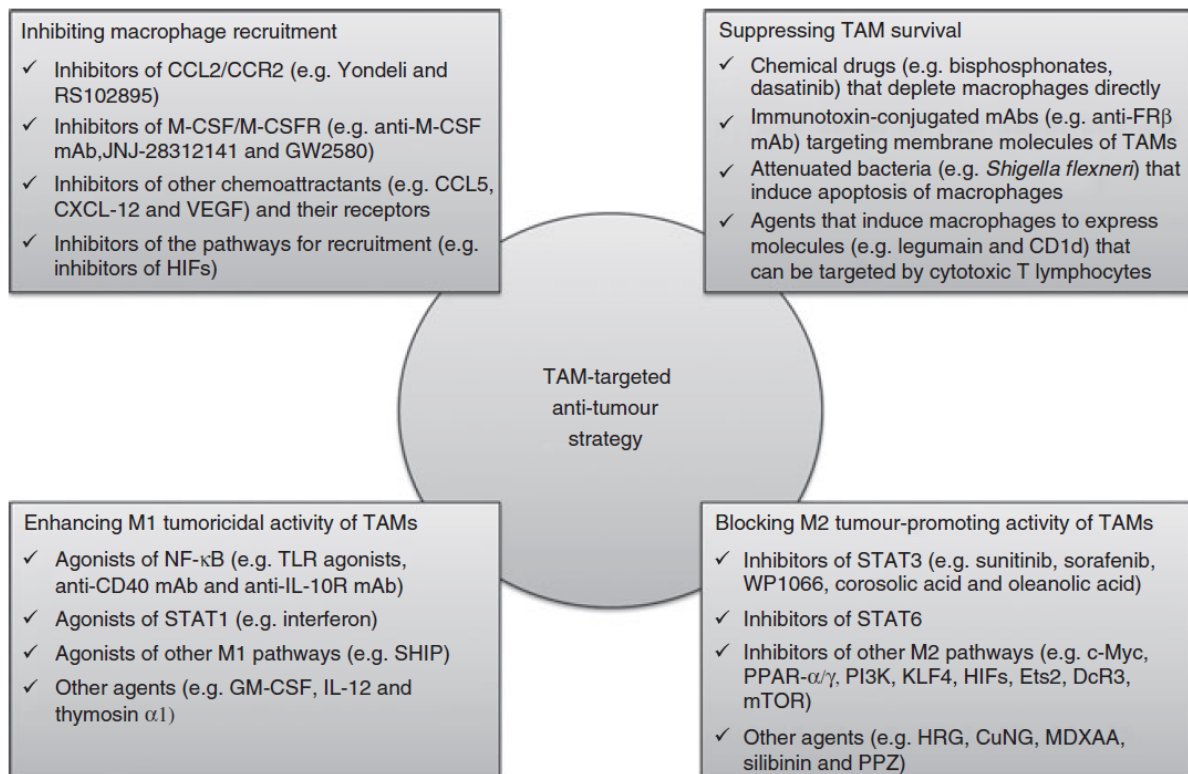 Inhibiting macrophage recruitment
✓ Inhibitors of CCL2/CCR2 (e.g. Yondeli and
RS102895)
✓ Inhibitors of M-CSF/M-CSFR (e.g. anti-M-CSF
mAb,JNJ-28312141 and GW2580)
✓ Inhibitors of other chemoattractants (e.g. CCL5,
CXCL-12 and VEGF) and their receptors
✓ Inhibitors of the pathways for recruitment (e.g.
inhibitors of HIFs)
Suppressing TAM survival
✓ Chemical drugs (e.g. bisphosphonates,
dasatinib) that deplete macrophages directly
✓ Immunotoxin-conjugated mAbs (e.g. anti-FRβ
mAb) targeting membrane molecules of TAMs
✓ Attenuated bacteria (e.g. Shigella flexneri) that
induce apoptosis of macrophages
✓ Agents that induce macrophages to express
molecules (e.g. legumain and CD1d) that
can be targeted by cytotoxic T lymphocytes
TAM-targeted
anti-tumour
strategy
Enhancing M1 tumoricidal activity of TAMs
✓ Agonists of NF-κB (e.g. TLR agonists,
anti-CD40 mAb and anti-IL-10R mAb)
✓ Agonists of STAT1 (e.g. interferon)
✓ Agonists of other M1 pathways (e.g. SHIP)
✓ Other agents (e.g. GM-CSF, IL-12 and
thymosin α1)
Blocking M2 tumour-promoting activity of TAMs
✓ Inhibitors of STAT3 (e.g. sunitinib, sorafenib,
WP1066, corosolic acid and oleanolic acid)
✓ Inhibitors of STAT6
✓ Inhibitors of other M2 pathways (e.g. c-Myc,
PPAR-α/γ, PI3K, KLF4, HIFs, Ets2, DcR3,
mTOR)
✓ Other agents (e.g. HRG, CuNG, MDXAA,
silibinin and PPZ)